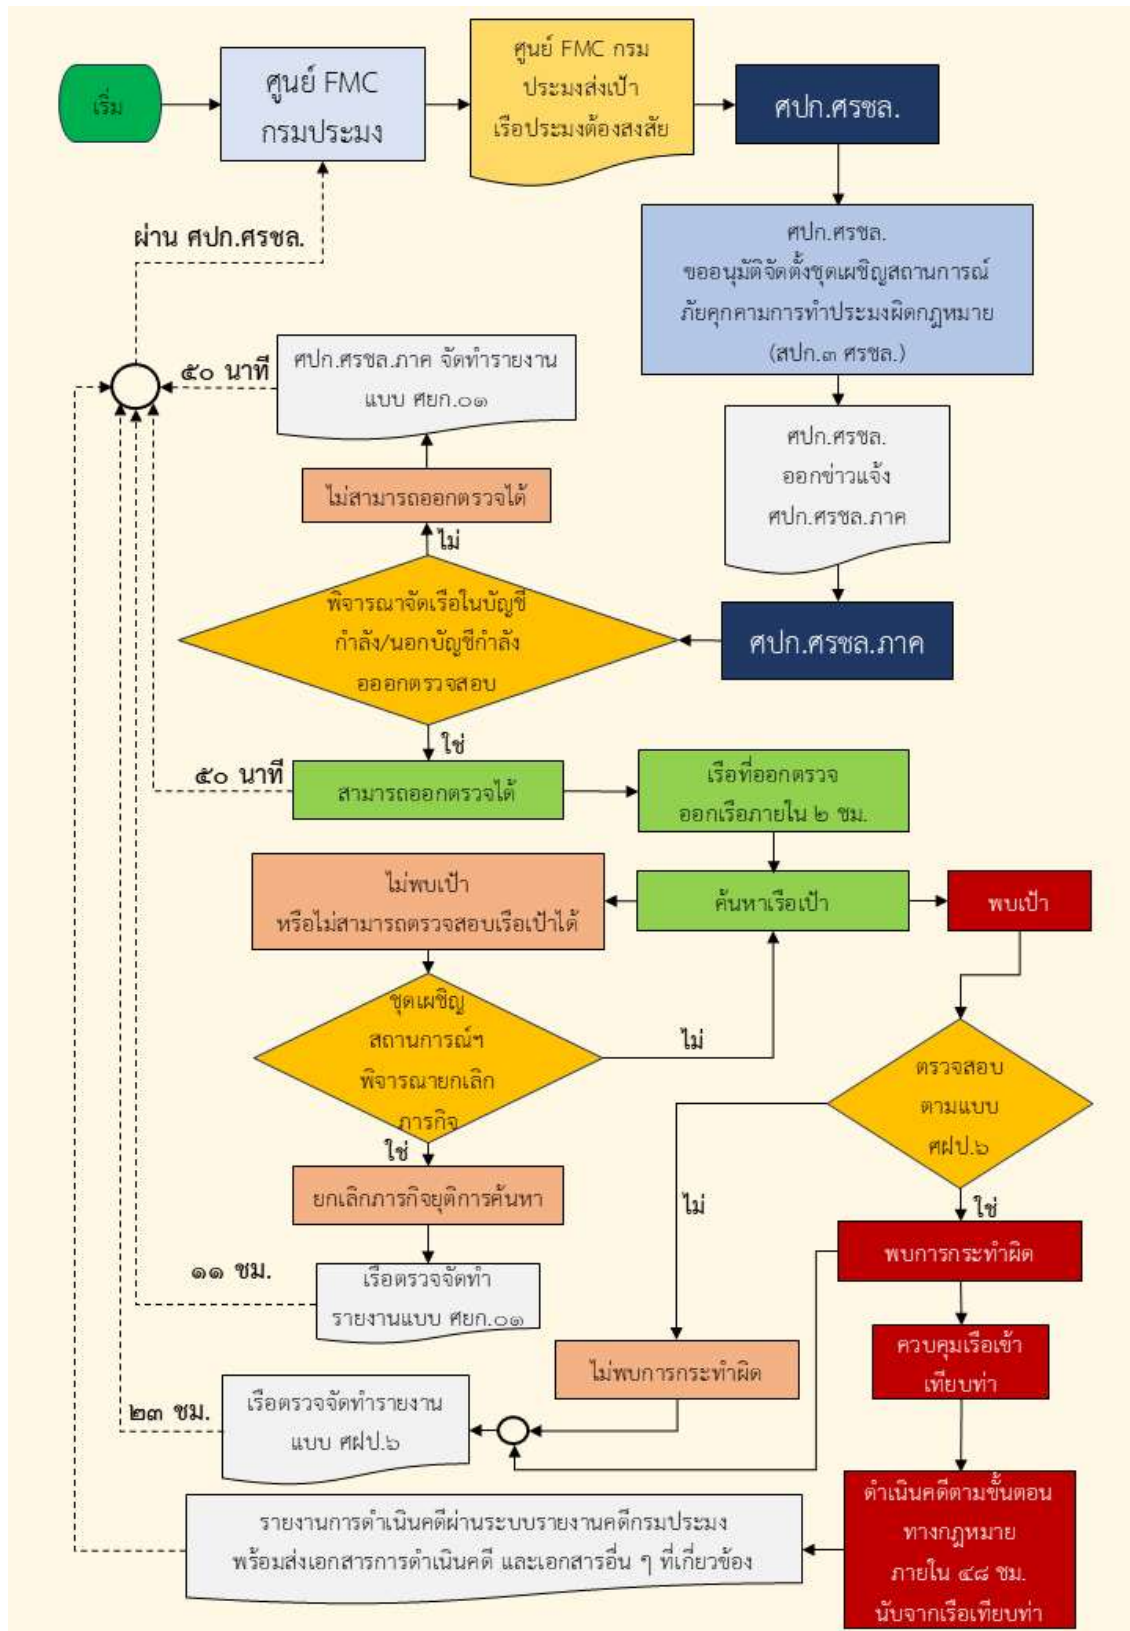 เริ่ม
ศูนย์ FMC
กรมประมง
ศูนย์ FMC กรม
ประมงส่งเป้า
เรือประมงต้องสงสัย
ศปก.ศรชล.
ศปก.ศรชล.
ขออนุมัติจัดตั้งชุดเผชิญสถานการณ์
ภัยคุกคามการทำประมงผิดกฎหมาย
(สปก.๓ ศรชล.)
ผ่าน ศปก.ศรชล.
๕๐ นาที
ศปก.ศรชล.ภาค จัดทำรายงาน
แบบ ศยก.๐๑
ศปก.ศรชล.
ออกข่าวแจ้ง
ศปก.ศรชล.ภาค
ไม่สามารถออกตรวจได้
ไม่
พิจารณาจัดเรือในบัญชี
กำลัง/นอกบัญชีกำลัง
อออกตรวจสอบ
ศปก.ศรชล.ภาค
ใช่
๕๐ นาที
สามารถออกตรวจได้
เรือที่ออกตรวจ
ออกเรือภายใน ๒ ชม.
ไม่พบเป้า
หรือไม่สามารถตรวจสอบเรือเป้าได้
ค้นหาเรือเป้า
พบเป้า
ชุดเผชิญ
สถานการณ์ฯ
พิจารณายกเลิก
ภารกิจ
ไม่
ตรวจสอบ
ตามแบบ
ศฝป.๖
ใช่
ยกเลิกภารกิจยุติการค้นหา
ไม่
ใช่
พบการกระทำผิด
๑๑ ชม.
เรือตรวจจัดทำ
รายงานแบบ ศยก.๐๑
ควบคุมเรือเข้า
เทียบท่า
ไม่พบการกระทำผิด
๒๓ ชม.
เรือตรวจจัดทำรายงาน
แบบ ศฝป.๖
ดำเนินคดีตามขั้นตอน
ทางกฎหมาย
ภายใน ๔๘ ชม.
นับจากเรือเทียบท่า
รายงานการดำเนินคดีผ่านระบบรายงานคดีกรมประมง
พร้อมส่งเอกสารการดำเนินคดี และเอกสารอื่น ๆ ที่เกี่ยวข้อง